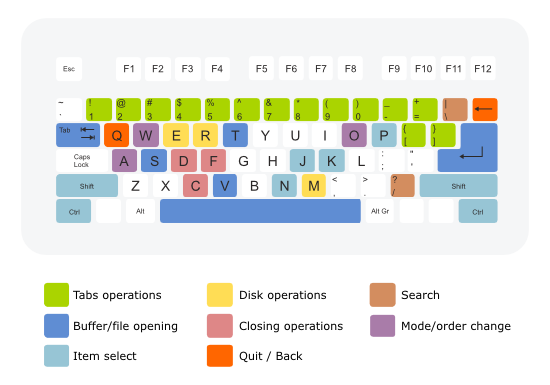 Esc F1 F2 F3 F4 F5 F6 F7 F8 F9 F10 F11 F12
~ ! @ # $ % ^ & * ( ) _ + |
. 1 2 3 4 5 6 7 8 9 0 - = \
Tab Q W E R T Y U I O P { }
[ ]
Caps Lock A S D F G H J K L : "
; '
Shift Z X C V B N M < > ? Shift
, . /
Ctrl Alt Alt Gr Ctrl
Tabs operations Disk operations Search
Buffer/file opening Closing operations Mode/order change
Item select Quit / Back